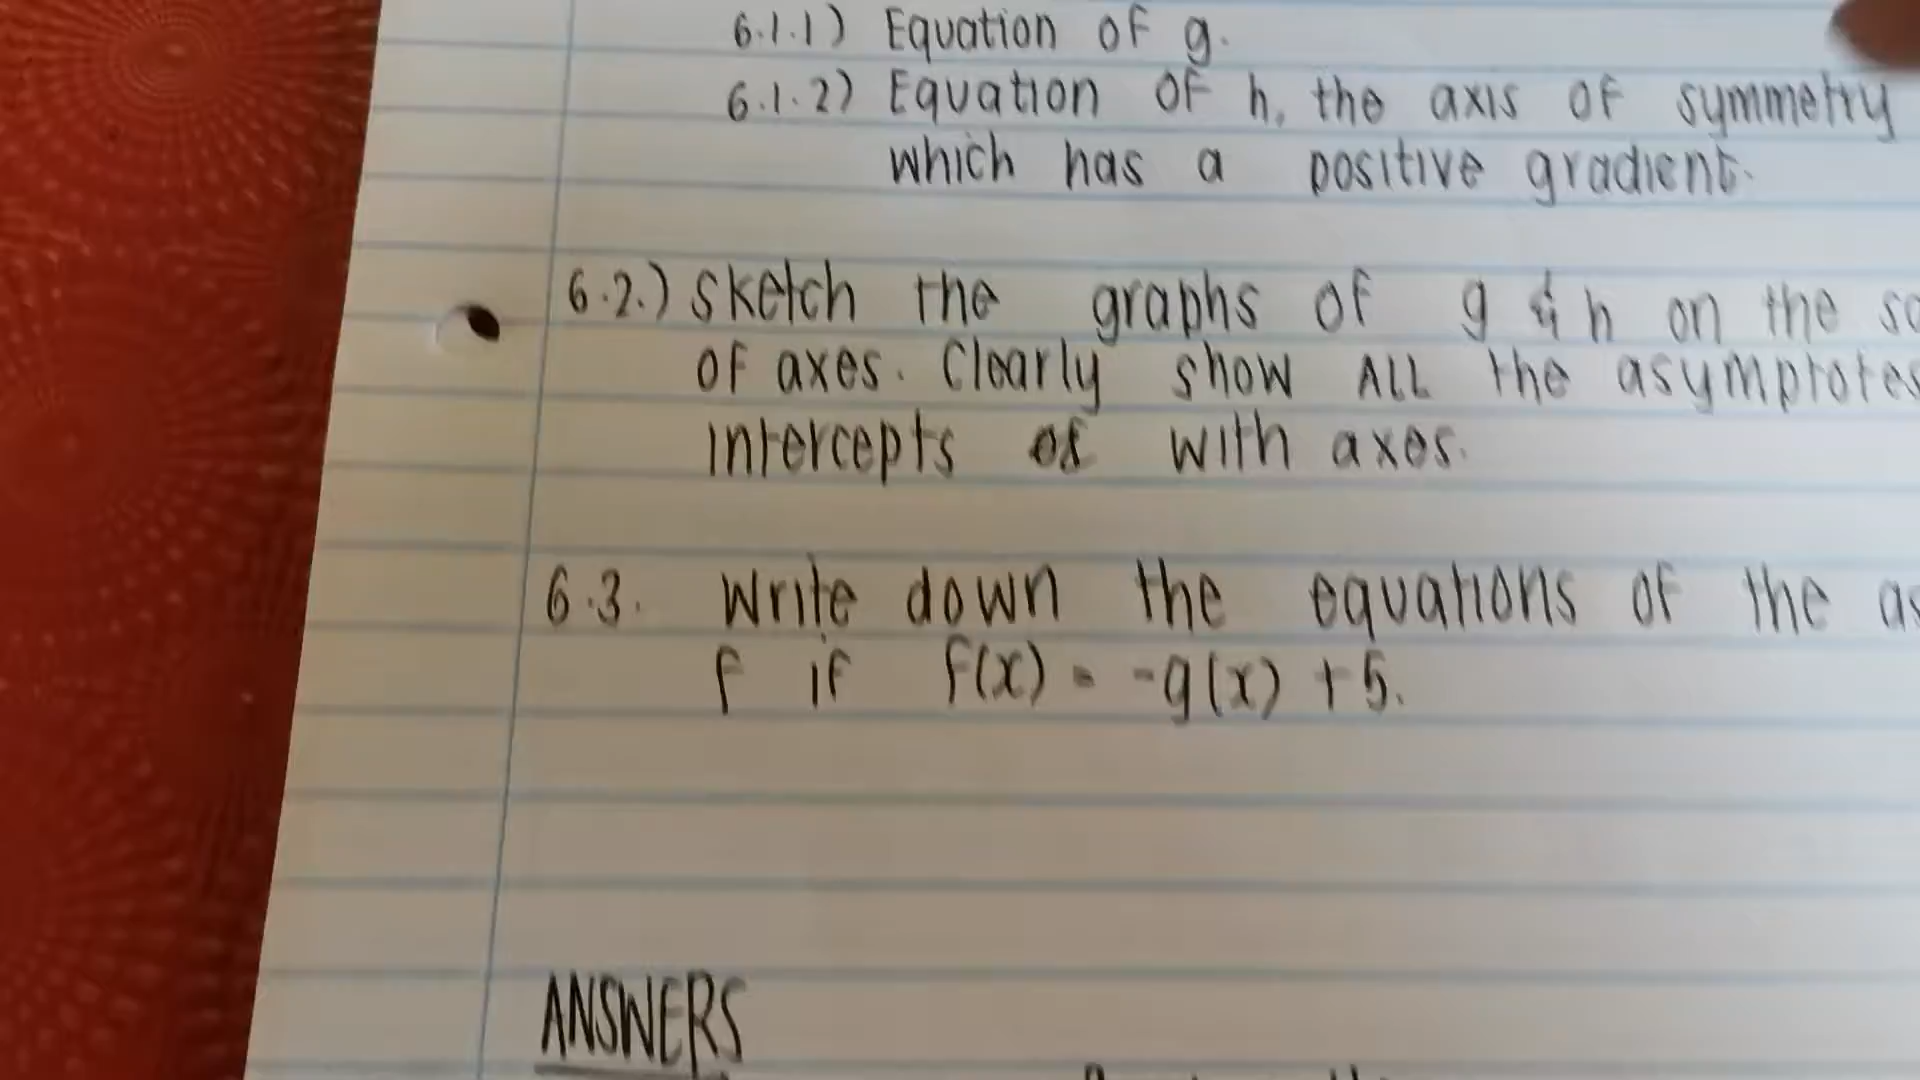 6.1.1) Equation of g.
6.1.2) Equation of h, the axis of symmetry
which has a positive gradient.
6.2.) Sketch the graphs of g & h on the
of axes. Clearly show ALL the asymptotes
intercepts of with axes.
6.3. Write down the equations of the
f if f(x) = -g(x) + 5.
ANSWERS